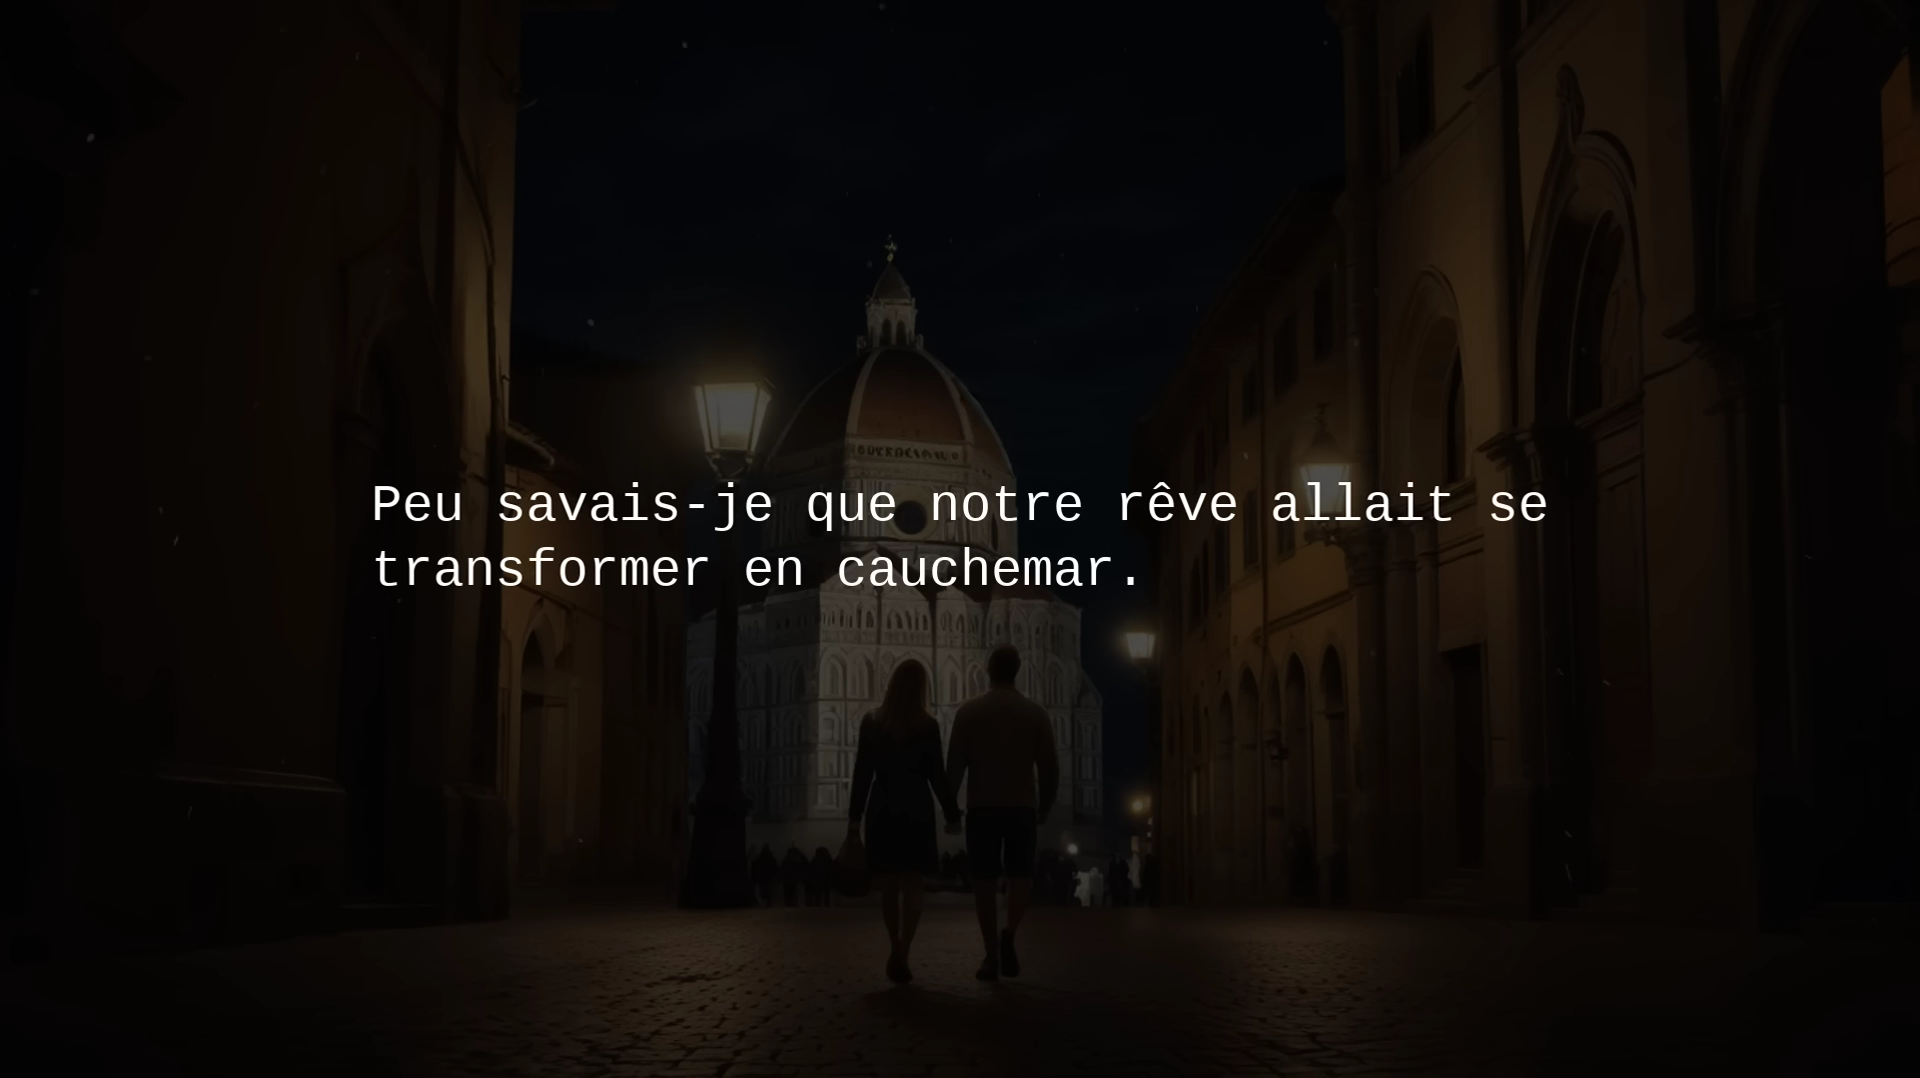 Peu savais-je que notre rêve allait se
transformer en cauchemar.